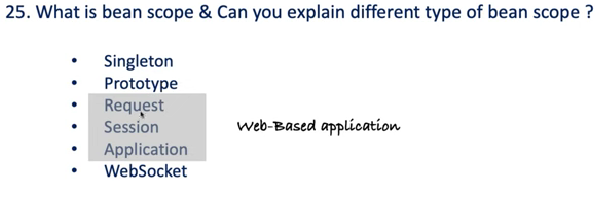 25. What is bean scope & Can you explain different type of bean scope ?
• Singleton
• Prototype
• Request
• Session
Web-Based application
• Application
• WebSocket